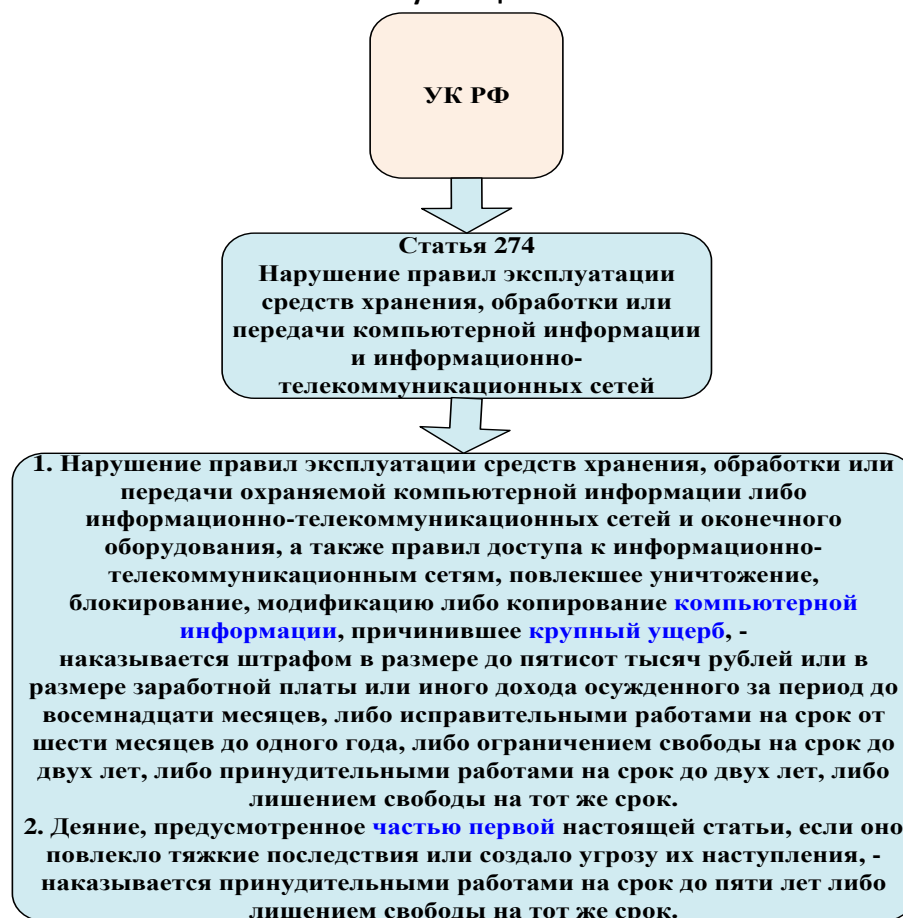 УК РФ
Статья 274
Нарушение правил эксплуатации
средств хранения, обработки или
передачи компьютерной информации
и информационно-
телекоммуникационных сетей
1. Нарушение правил эксплуатации средств хранения, обработки или
передачи охраняемой компьютерной информации либо
информационно-телекоммуникационных сетей и оконечного
оборудования, а также правил доступа к информационно-
телекоммуникационным сетям, повлекшее уничтожение,
блокирование, модификацию либо копирование компьютерной
информации, причинившее крупный ущерб, -
наказывается штрафом в размере до пятисот тысяч рублей или в
размере заработной платы или иного дохода осужденного за период до
восемнадцати месяцев, либо исправительными работами на срок от
шести месяцев до одного года, либо ограничением свободы на срок до
двух лет, либо принудительными работами на срок до двух лет, либо
лишением свободы на тот же срок.
2. Деяние, предусмотренное частью первой настоящей статьи, если оно
повлекло тяжкие последствия или создало угрозу их наступления, -
наказывается принудительными работами на срок до пяти лет либо
лишением свободы на тот же срок.